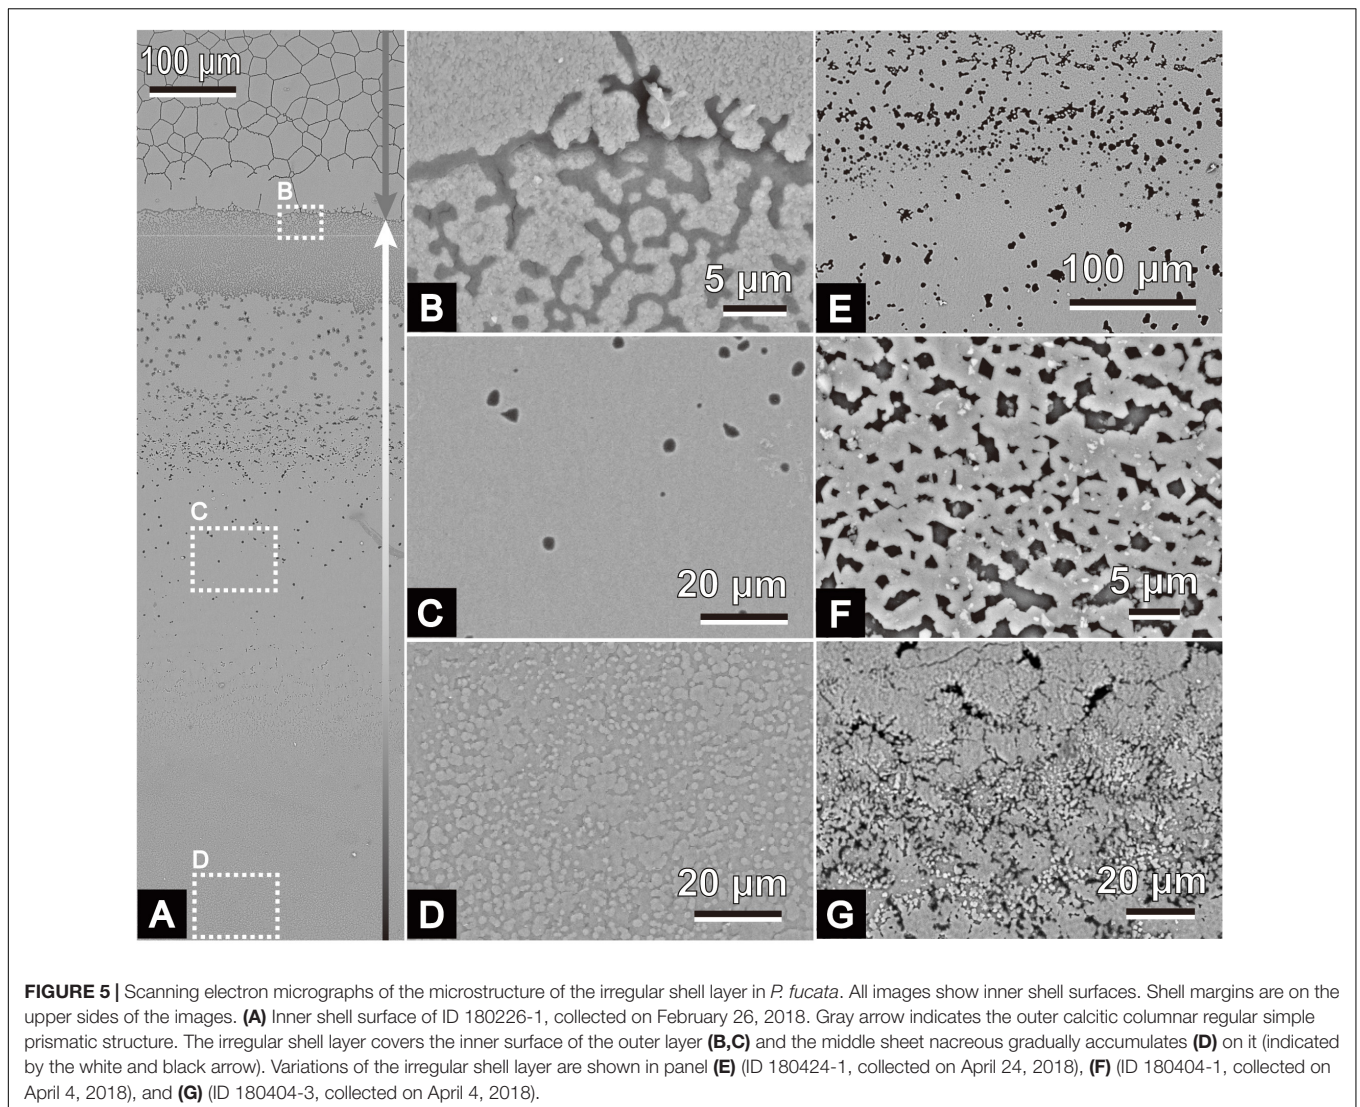 100 µm
B
C
D
A
5 µm
B
20 µm
C
20 µm
D
100 µm
E
5 µm
F
20 µm
G
FIGURE 5 | Scanning electron micrographs of the microstructure of the irregular shell layer in P. fucata. All images show inner shell surfaces. Shell margins are on the
upper sides of the images. (A) Inner shell surface of ID 180226-1, collected on February 26, 2018. Gray arrow indicates the outer calcitic columnar regular simple
prismatic structure. The irregular shell layer covers the inner surface of the outer layer (B,C) and the middle sheet nacreous gradually accumulates (D) on it (indicated
by the white and black arrow). Variations of the irregular shell layer are shown in panel (E) (ID 180424-1, collected on April 24, 2018), (F) (ID 180404-1, collected on
April 4, 2018), and (G) (ID 180404-3, collected on April 4, 2018).